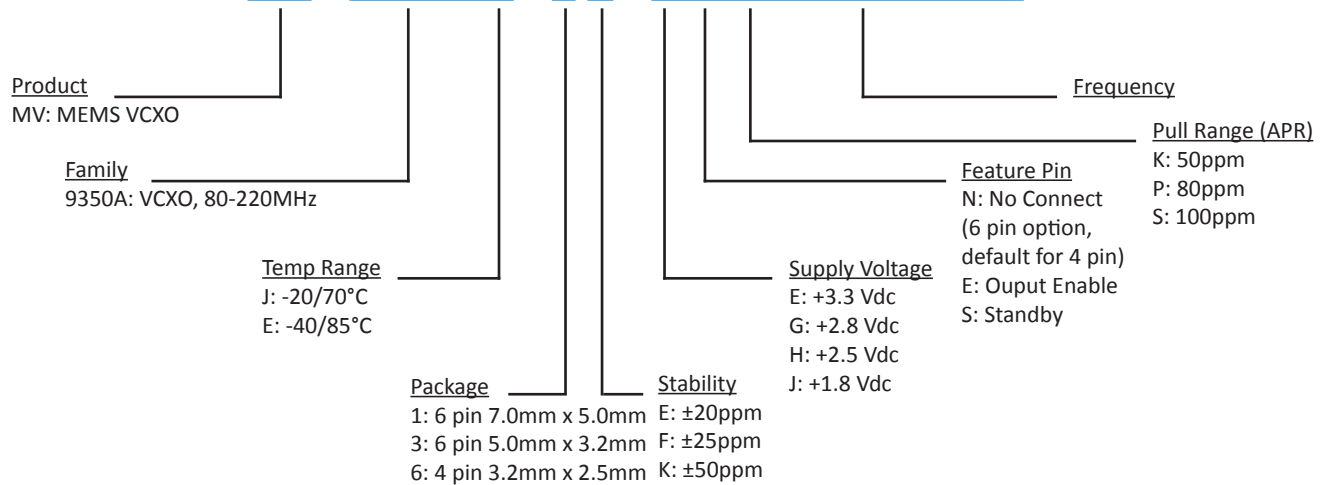 Product
MV: MEMS VCXO
Family
9350A: VCXO, 80-220MHz
Temp Range
J: -20/70°C
E: -40/85°C
Package
1: 6 pin 7.0mm x 5.0mm
3: 6 pin 5.0mm x 3.2mm
6: 4 pin 3.2mm x 2.5mm
Stability
E: ±20ppm
F: ±25ppm
K: ±50ppm
Supply Voltage
E: +3.3 Vdc
G: +2.8 Vdc
H: +2.5 Vdc
J: +1.8 Vdc
Feature Pin
N: No Connect
(6 pin option,
default for 4 pin)
E: Ouput Enable
S: Standby
Pull Range (APR)
K: 50ppm
P: 80ppm
S: 100ppm
Frequency